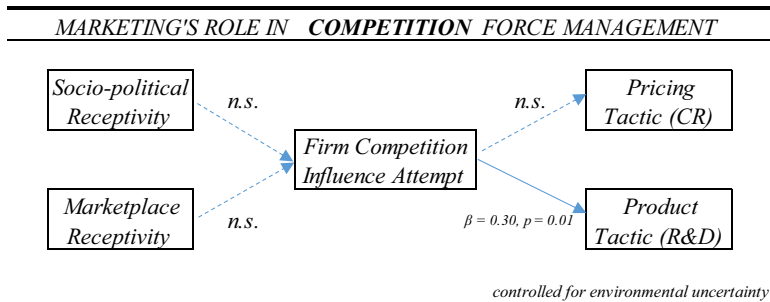 MARKETING'S ROLE IN COMPETITION FORCE MANAGEMENT
Socio-political
Receptivity
n.s.
n.s.
Pricing
Tactic (CR)
Firm Competition
Influence Attempt
Marketplace
Receptivity
n.s.
β = 0.30, p = 0.01
Product
Tactic (R&D)
controlled for environmental uncertainty